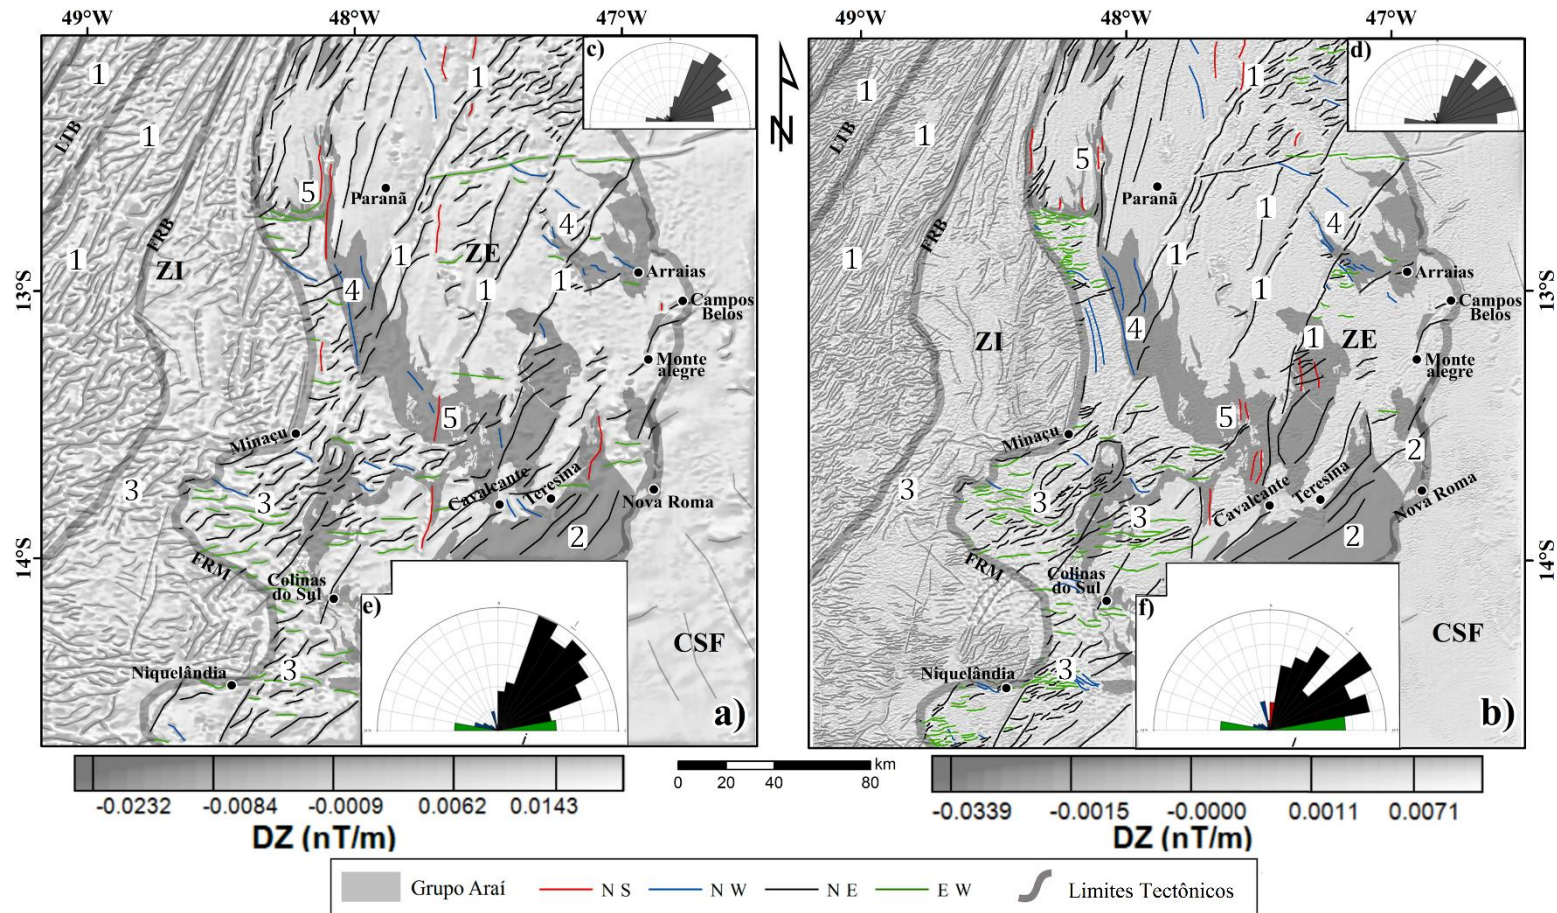 49°W 48°W 47°W 49°W 48°W 47°W
c)
d)
N
1
1
1
1
1
1
LTB
LTB
1
1
5
5
Paranã
Paranã
4
4
FRB
FRB
1
1
1
1
ZI
ZE
1
1
Arraias
Arraias
13°S
13°S
4
1
1
Campos
Belos
Campos
Belos
ZI
4
1
ZE
Monte
alegre
Monte
alegre
5
5
Minaçu
Minaçu
2
3
3
3
3
3
Cavalcante
Teresina
Nova Roma
Cavalcante
Teresina
Nova Roma
2
2
14°S
14°S
FRM
FRM
Colinas
do Sul
Colinas
do Sul
e)
f)
CSF
CSF
Niquelândia
3
Niquelândia
3
a)
b)
km
0 20 40 80
-0.0232 -0.0084 -0.0009 0.0062 0.0143
DZ (nT/m)
-0.0339 -0.0015 -0.0000 0.0011 0.0071
DZ (nT/m)
Grupo Araí N S N W N E E W Limites Tectônicos